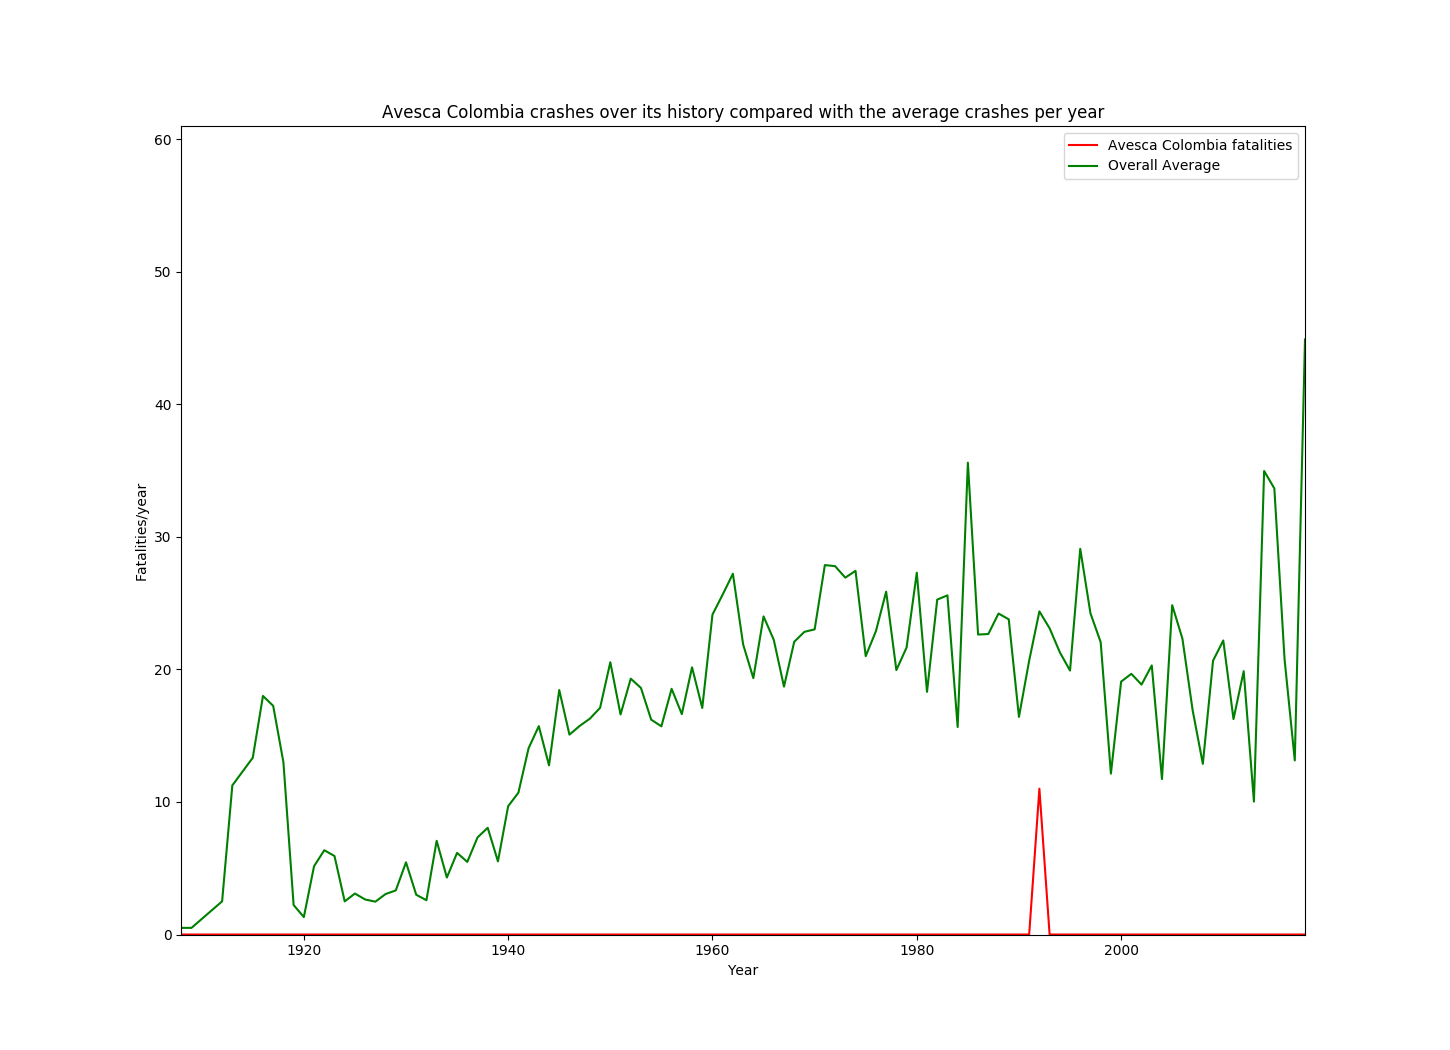 Avesca Colombia crashes over its history compared with the average crashes per year
Avesca Colombia fatalities
Overall Average
60
50
40
30
20
10
0
Fatalities/year
1920 1940 1960 1980 2000
Year